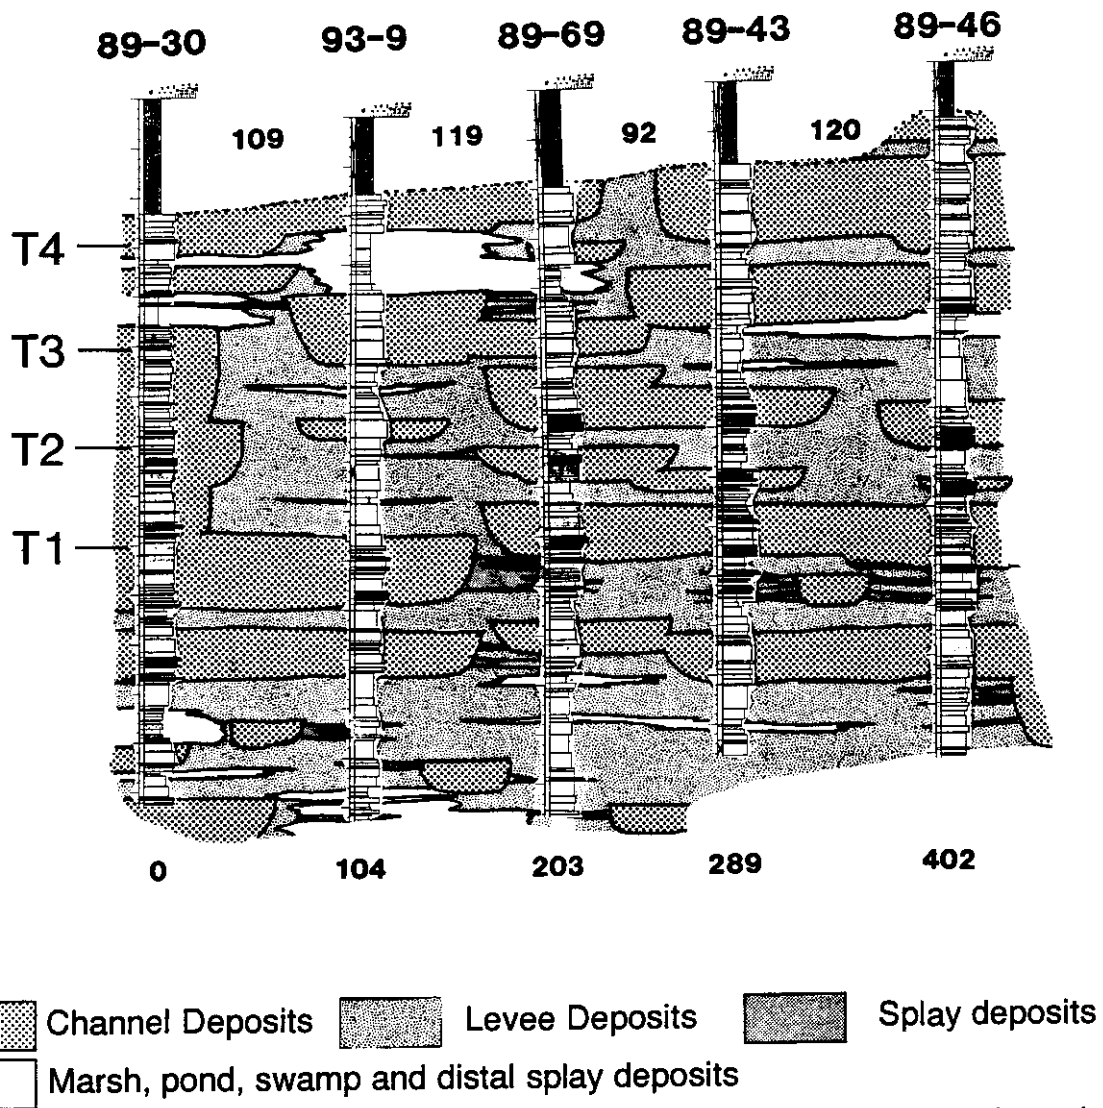 89-30 93-9 89-69 89-43 89-46
109 119 92 120
T4
T3
T2
T1
0 104 203 289 402
Channel Deposits Levee Deposits Splay deposits
Marsh, pond, swamp and distal splay deposits